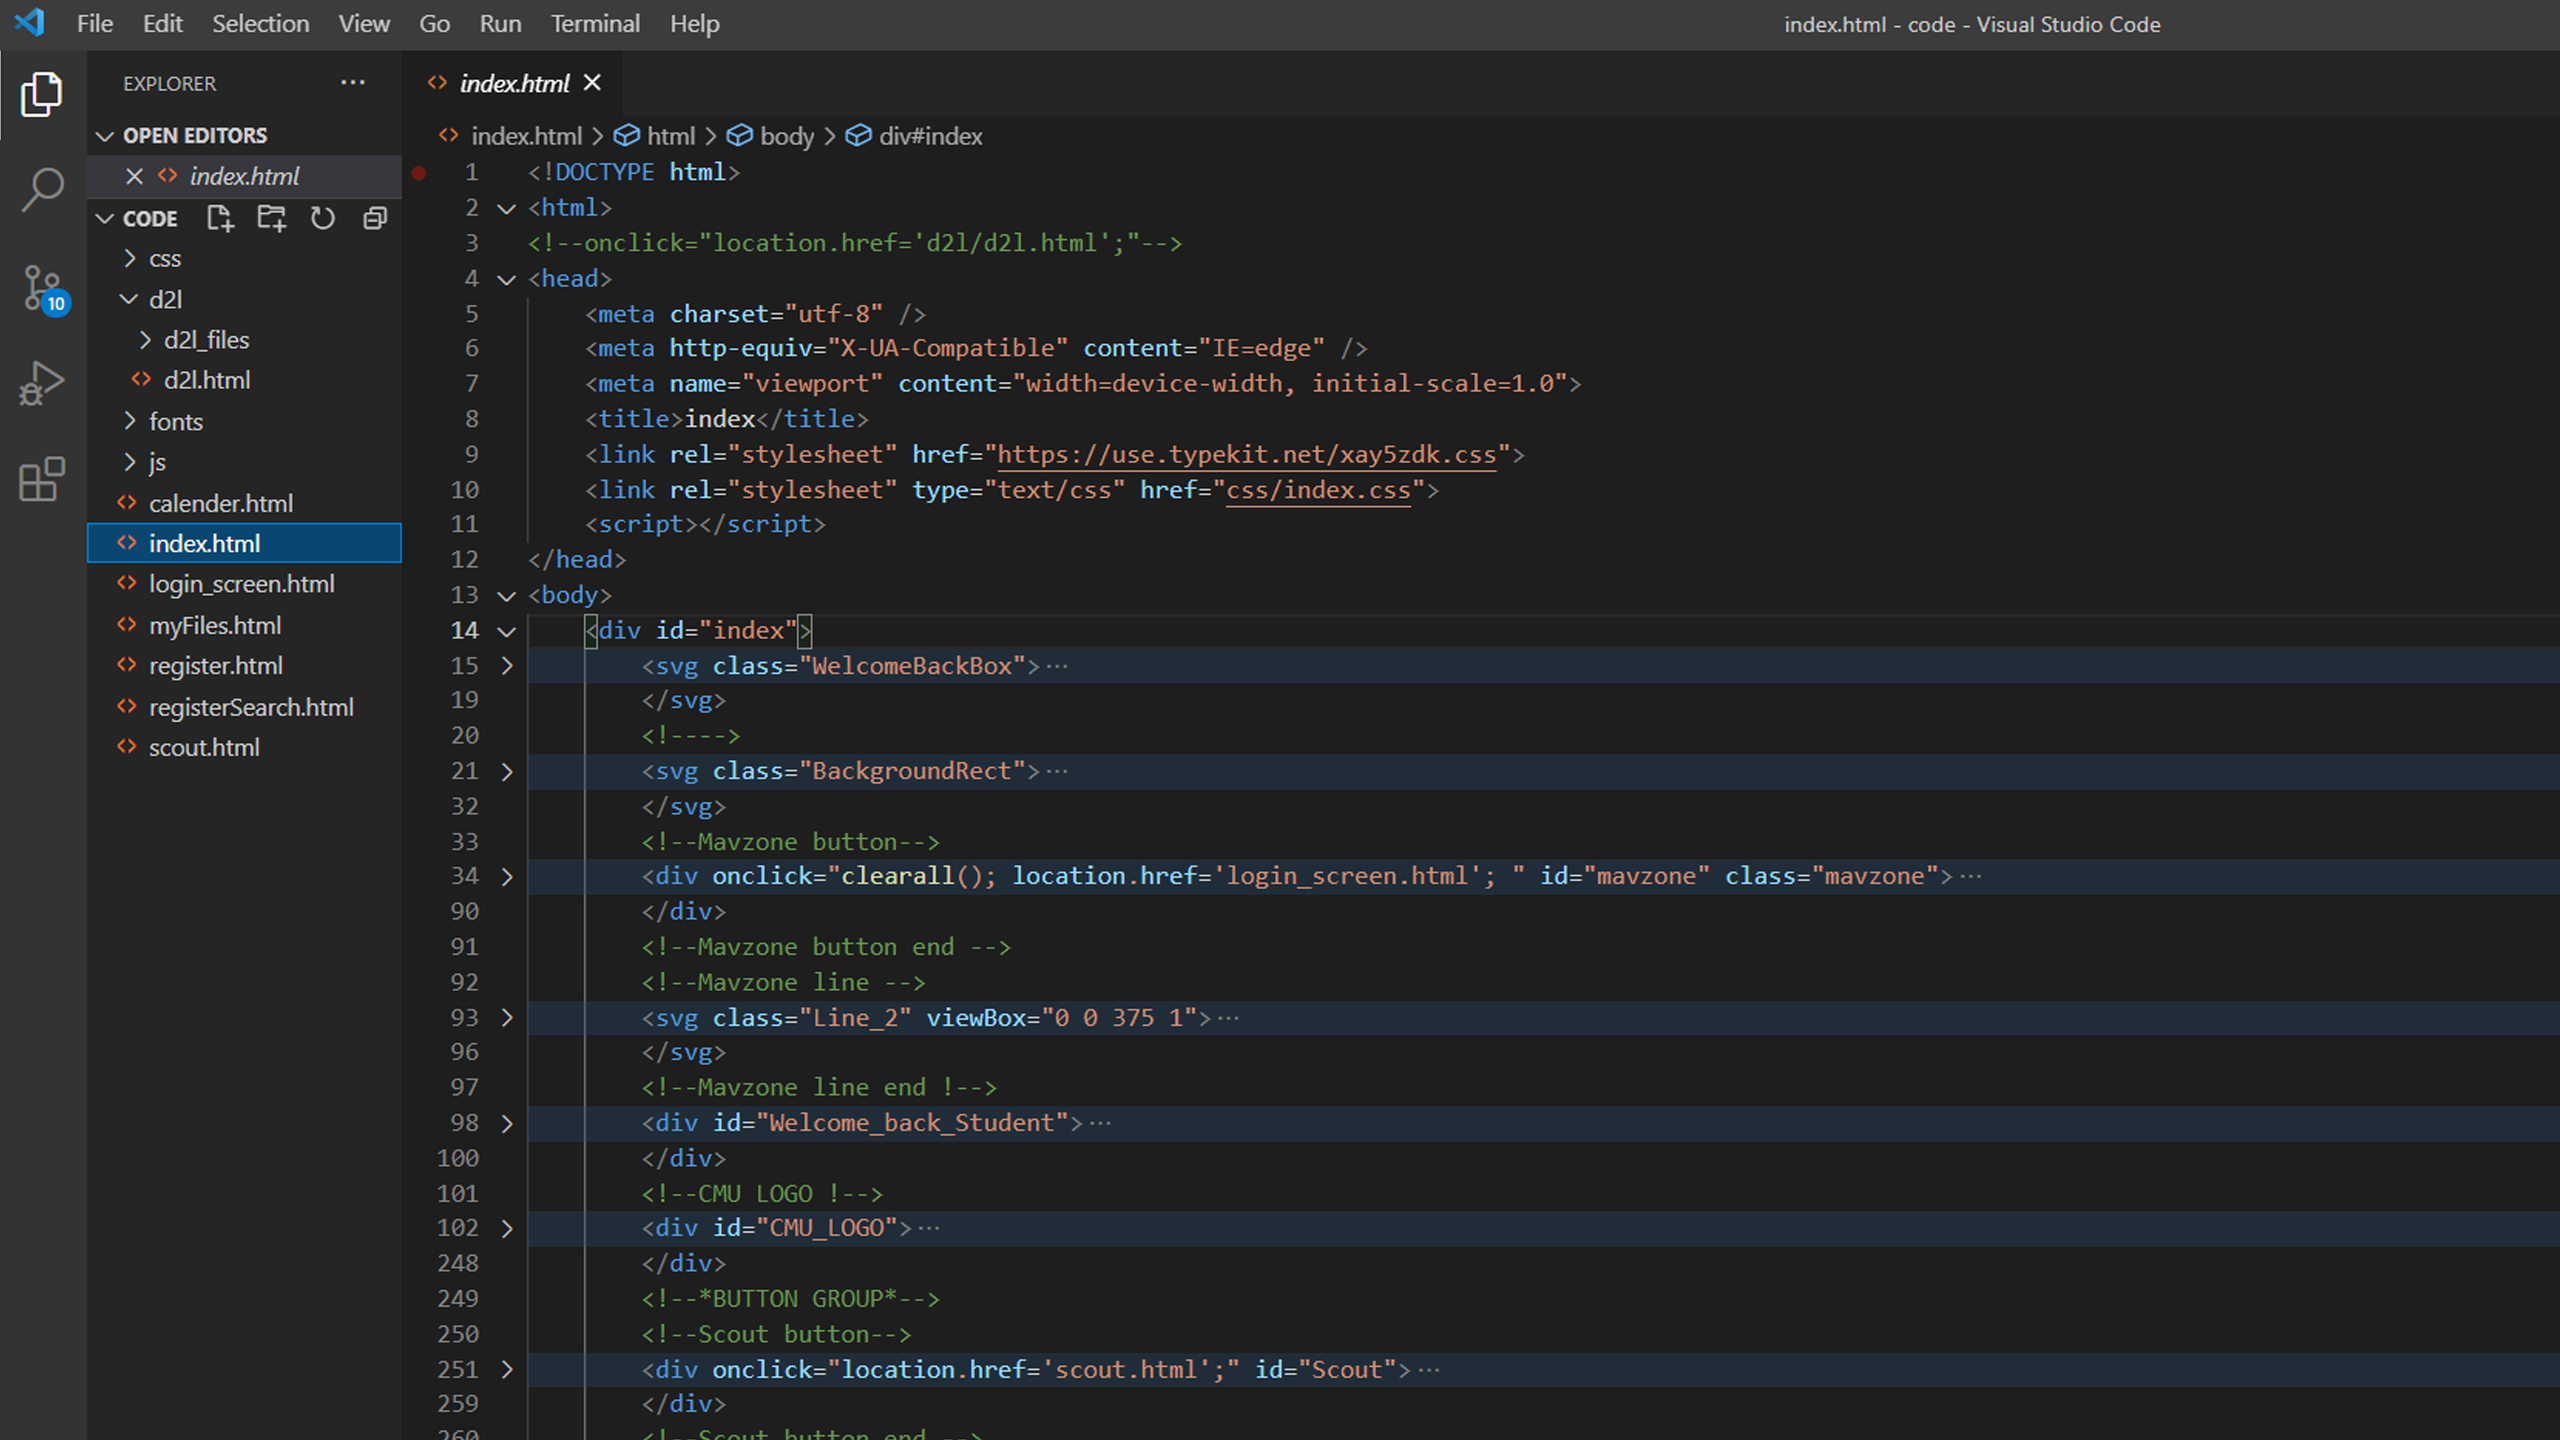 File Edit Selection View Go Run Terminal Help
index.html - code - Visual Studio Code
EXPLORER ···
OPEN EDITORS
index.html
CODE
css
d2l
d2l_files
d2l.html
fonts
js
calender.html
index.html
login_screen.html
myFiles.html
register.html
registerSearch.html
scout.html
10
index.html
index.html > html > body > div#index
1 <!DOCTYPE html>
2 <html>
3 <!--onclick="location.href='d2l/d2l.html';"-->
4 <head>
5 <meta charset="utf-8" />
6 <meta http-equiv="X-UA-Compatible" content="IE=edge" />
7 <meta name="viewport" content="width=device-width, initial-scale=1.0">
8 <title>index</title>
9 <link rel="stylesheet" href="https://use.typekit.net/xay5zdk.css">
10 <link rel="stylesheet" type="text/css" href="css/index.css">
11 <script></script>
12 </head>
13 <body>
14 <div id="index">
15 <svg class="WelcomeBackBox">···
19 </svg>
20 <!---->
21 <svg class="BackgroundRect">···
32 </svg>
33 <!--Mavzone button-->
34 <div onclick="clearall(); location.href='login_screen.html'; " id="mavzone" class="mavzone">···
90 </div>
91 <!--Mavzone button end -->
92 <!--Mavzone line -->
93 <svg class="Line_2" viewBox="0 0 375 1">···
96 </svg>
97 <!--Mavzone line end !-->
98 <div id="Welcome_back_Student">···
100 </div>
101 <!--CMU LOGO !-->
102 <div id="CMU_LOGO">···
248 </div>
249 <!--*BUTTON GROUP*-->
250 <!--Scout button-->
251 <div onclick="location.href='scout.html';" id="Scout">···
259 </div>
260 <!--Scout button end -->